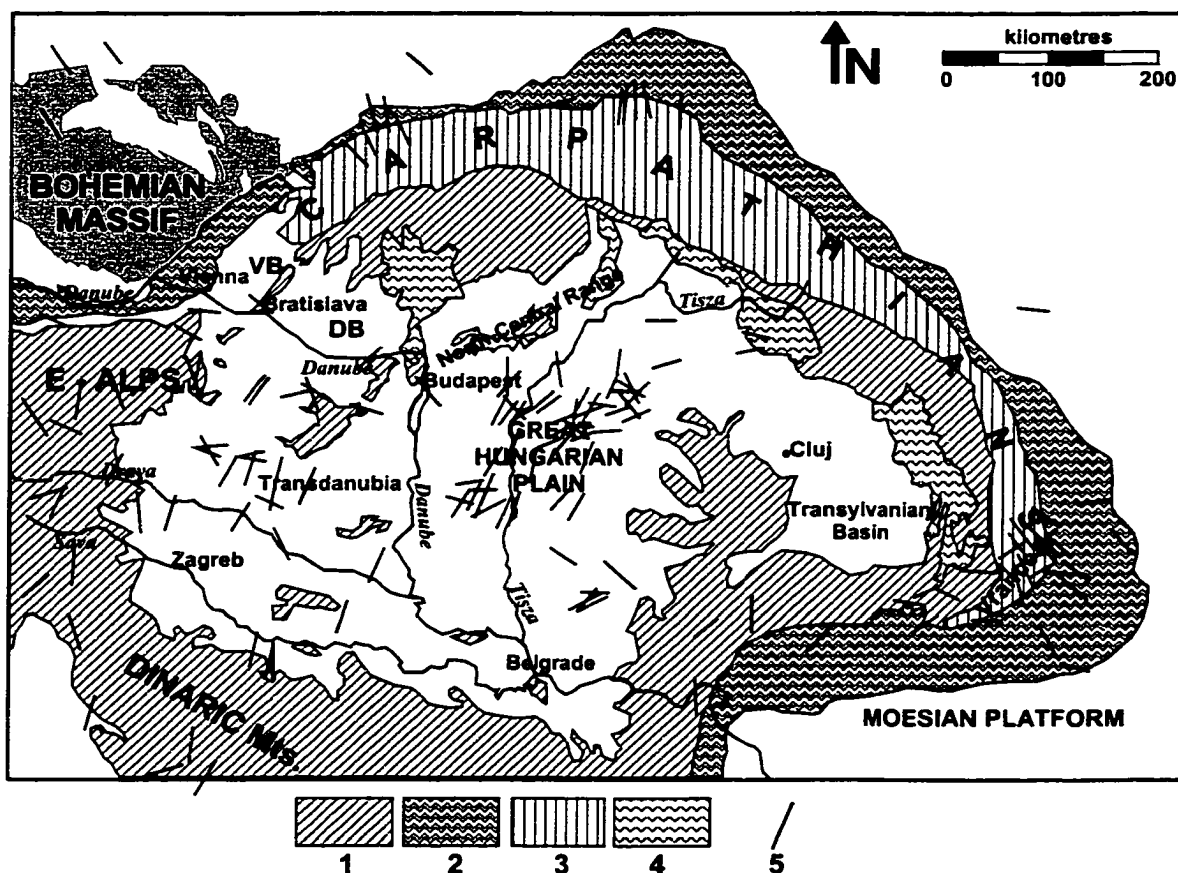 kilometres
N
0 100 200
CARPATHIANS
BOHEMIAN
MASSIF
Vienna
VB
Danube
Bratislava
DB
North Central Range
Tisza
E - ALPS
Danube
Budapest
GREAT
HUNGARIAN
PLAIN
Cluj
Drava
Transdanubia
Danube
Transylvanian
Basin
Sava
Zagreb
Tisza
Vrancea
Belgrade
DINARIC Mts.
MOESIAN PLATFORM
1 2 3 4 5